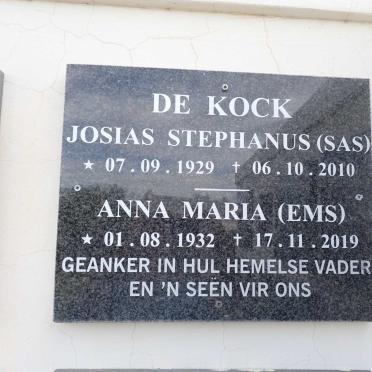 DE KOCK
JOSIAS STEPHANUS (SAS)
★ 07.09.1929 ✝ 06.10.2010
ANNA MARIA (EMS)
★ 01.08.1932 ✝ 17.11.2019
GEANKER IN HUL HEMELSE VADER
EN 'N SEËN VIR ONS